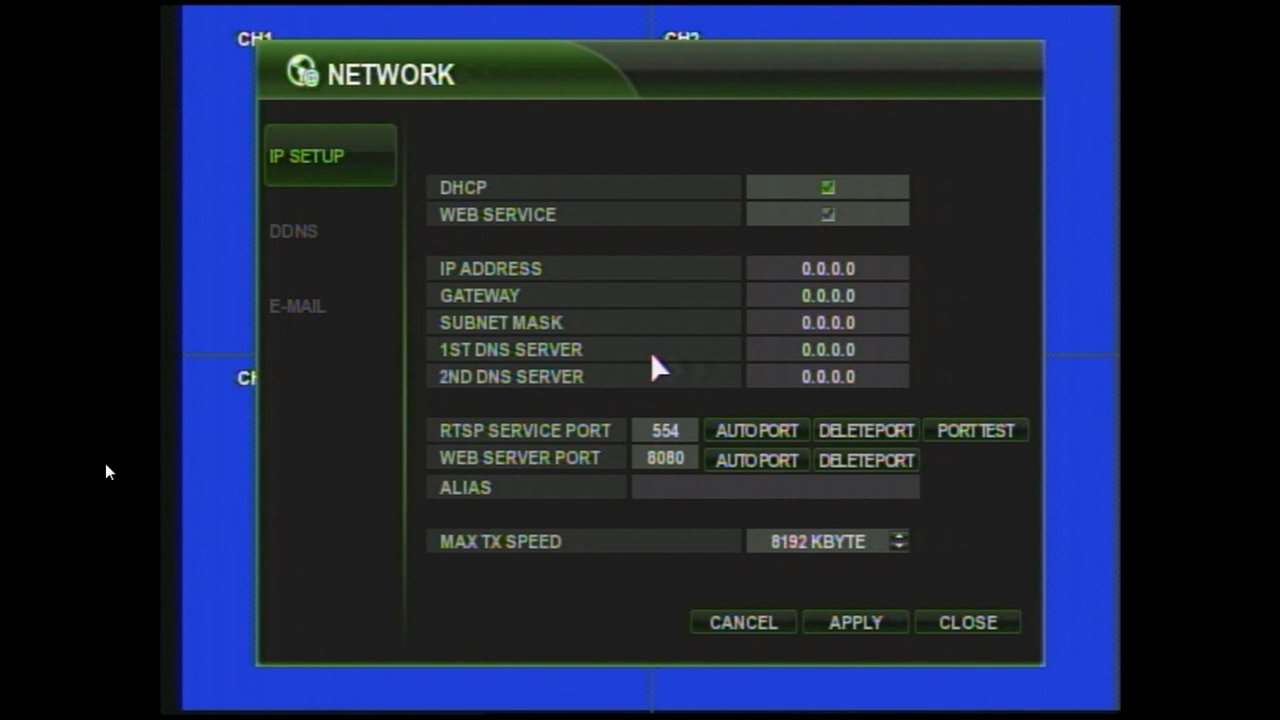 CH1
CH2
NETWORK
IP SETUP
DDNS
E-MAIL
DHCP
WEB SERVICE
IP ADDRESS 0.0.0.0
GATEWAY 0.0.0.0
SUBNET MASK 0.0.0.0
1ST DNS SERVER 0.0.0.0
2ND DNS SERVER 0.0.0.0
RTSP SERVICE PORT 554 AUTO PORT DELETE PORT PORT TEST
WEB SERVER PORT 8080 AUTO PORT DELETE PORT
ALIAS
MAX TX SPEED 8192 KBYTE
CANCEL APPLY CLOSE